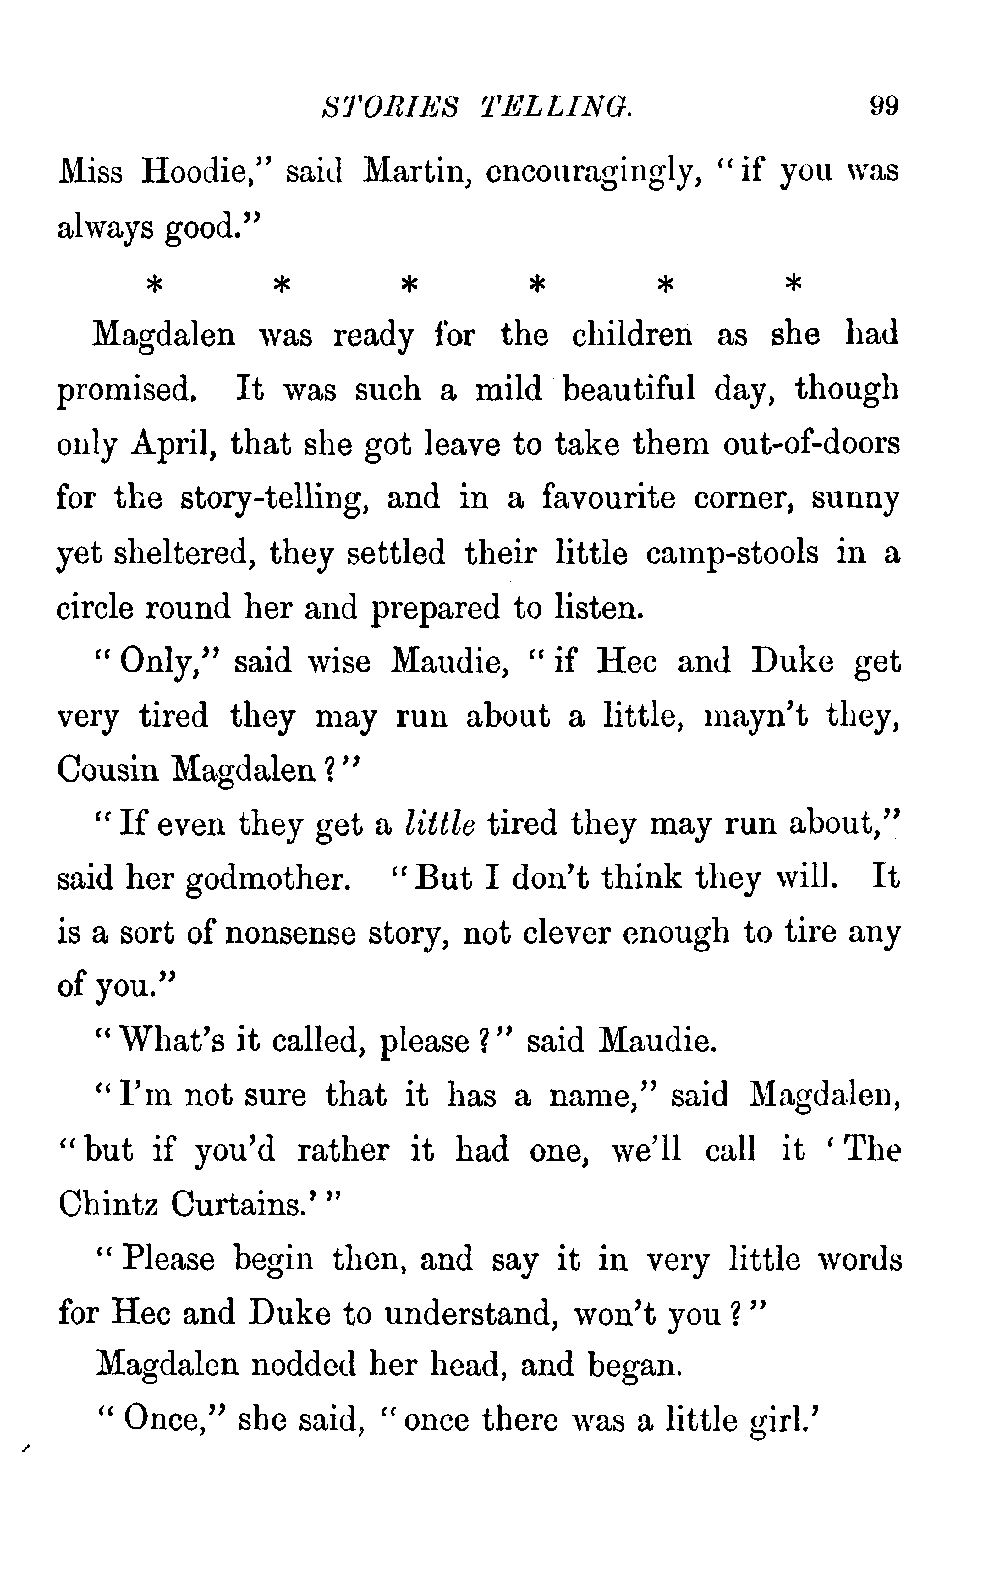 STORIES TELLING. 99
Miss Hoodie," said Martin, encouragingly, "if you was
always good."
* * * * * *
Magdalen was ready for the children as she had
promised. It was such a mild beautiful day, though
only April, that she got leave to take them out-of-doors
for the story-telling, and in a favourite corner, sunny
yet sheltered, they settled their little camp-stools in a
circle round her and prepared to listen.
"Only," said wise Maudie, "if Hec and Duke get
very tired they may run about a little, mayn't they,
Cousin Magdalen?"
"If even they get a little tired they may run about,"
said her godmother. "But I don't think they will. It
is a sort of nonsense story, not clever enough to tire any
of you."
"What's it called, please?" said Maudie.
"I'm not sure that it has a name," said Magdalen,
"but if you'd rather it had one, we'll call it 'The
Chintz Curtains.'"
"Please begin then, and say it in very little words
for Hec and Duke to understand, won't you?"
Magdalen nodded her head, and began.
"Once," she said, "once there was a little girl.'